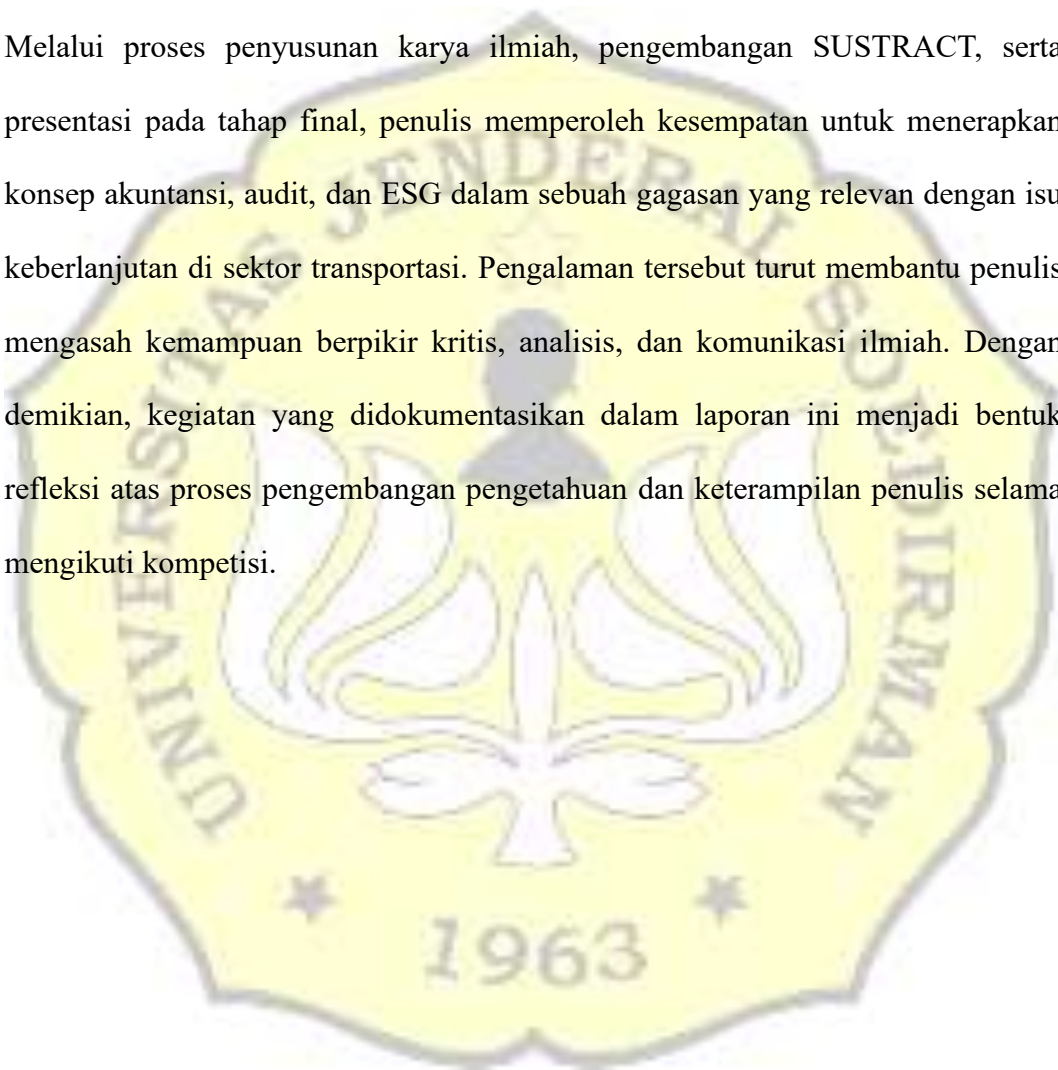 Melalui proses penyusunan karya ilmiah, pengembangan SUSTRACT, serta
presentasi pada tahap final, penulis memperoleh kesempatan untuk menerapkan
konsep akuntansi, audit, dan ESG dalam sebuah gagasan yang relevan dengan isu
keberlanjutan di sektor transportasi. Pengalaman tersebut turut membantu penulis
mengasah kemampuan berpikir kritis, analisis, dan komunikasi ilmiah. Dengan
demikian, kegiatan yang didokumentasikan dalam laporan ini menjadi bentuk
refleksi atas proses pengembangan pengetahuan dan keterampilan penulis selama
mengikuti kompetisi.
UNIVERSITAS JENDERAL SOEDIRMAN
1963